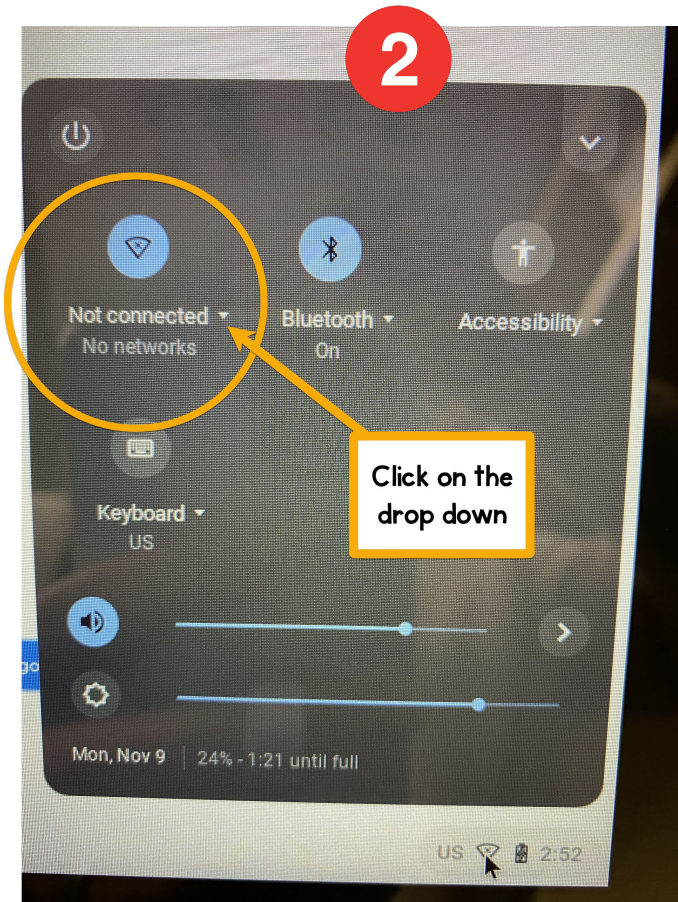 2
Not connected
No networks
Bluetooth
On
Accessibility
Click on the
drop down
Keyboard
US
go
Mon, Nov 9 | 24% - 1:21 until full
US 2:52